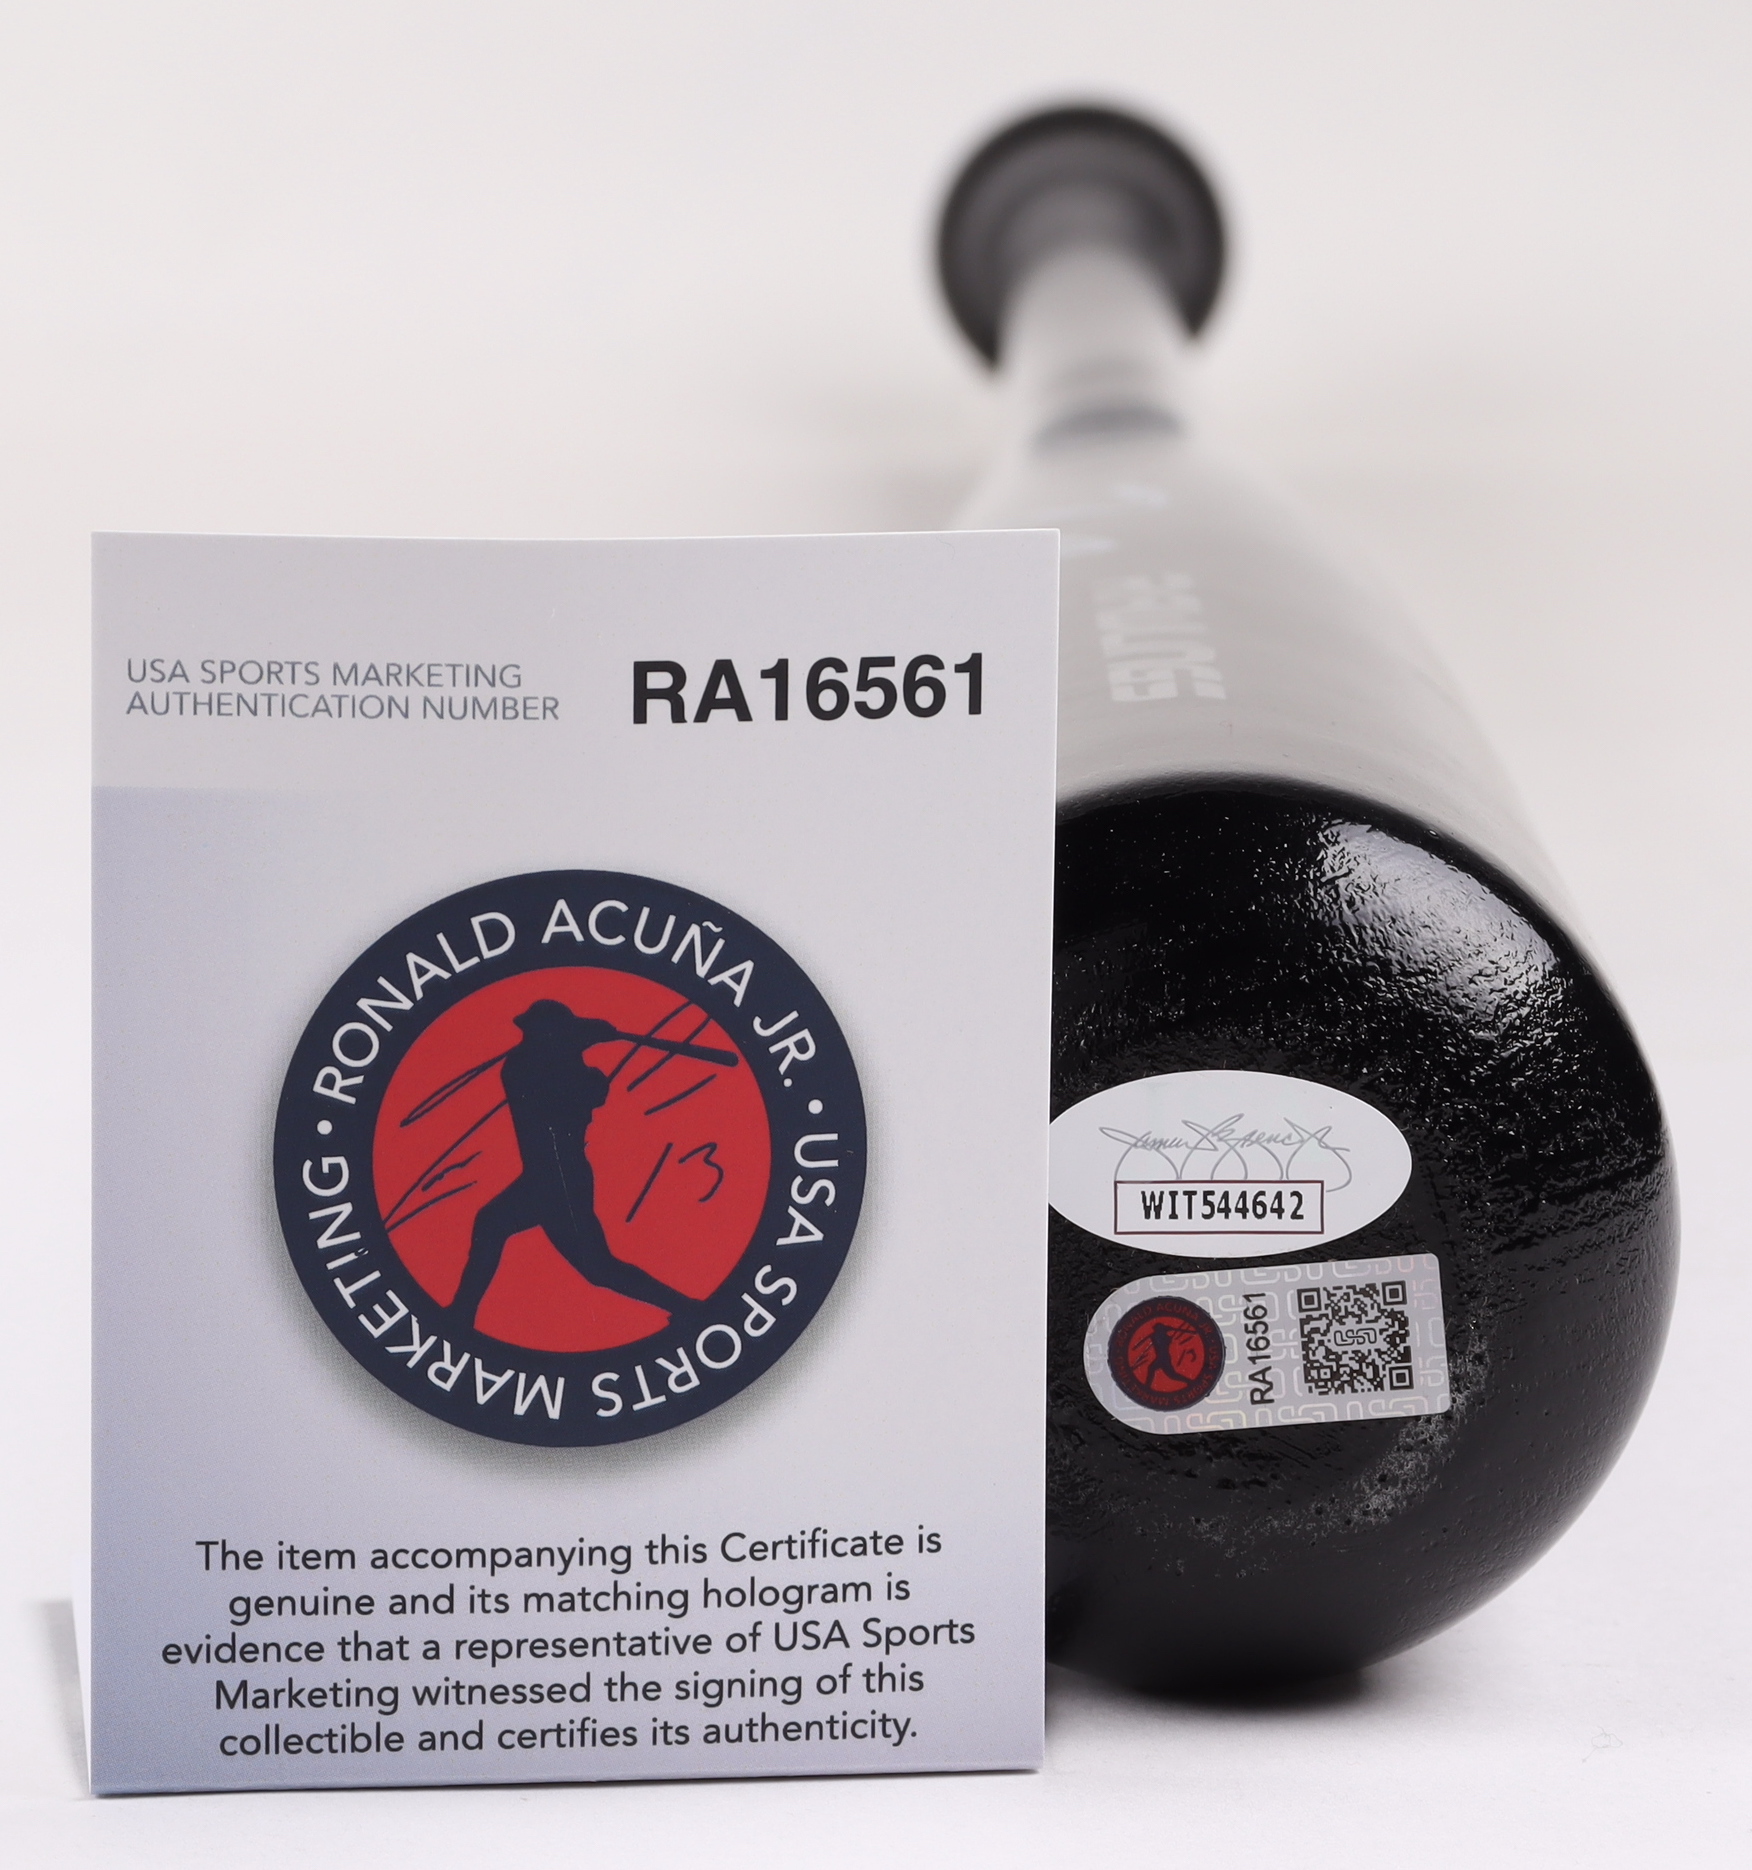 USA SPORTS MARKETING
AUTHENTICATION NUMBER
RA16561
RONALD ACUÑA JR. • USA SPORTS MARKETING •
13
The item accompanying this Certificate is
genuine and its matching hologram is
evidence that a representative of USA Sports
Marketing witnessed the signing of this
collectible and certifies its authenticity.
WIT544642
RA16561